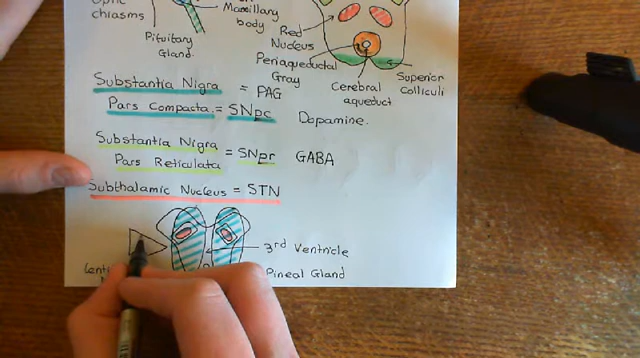 Optic
chiasms
Mamillary
body
Pituitary
Gland
Red
Nucleus
Periaqueductal
Gray
Cerebral
aqueduct
Superior
Colliculi
Substantia Nigra = PAG
Pars Compacta = SNpc
Dopamine.
Substantia Nigra
Pars Reticulata = SNpr GABA
Subthalamic Nucleus = STN
3rd Ventricle
Pineal Gland